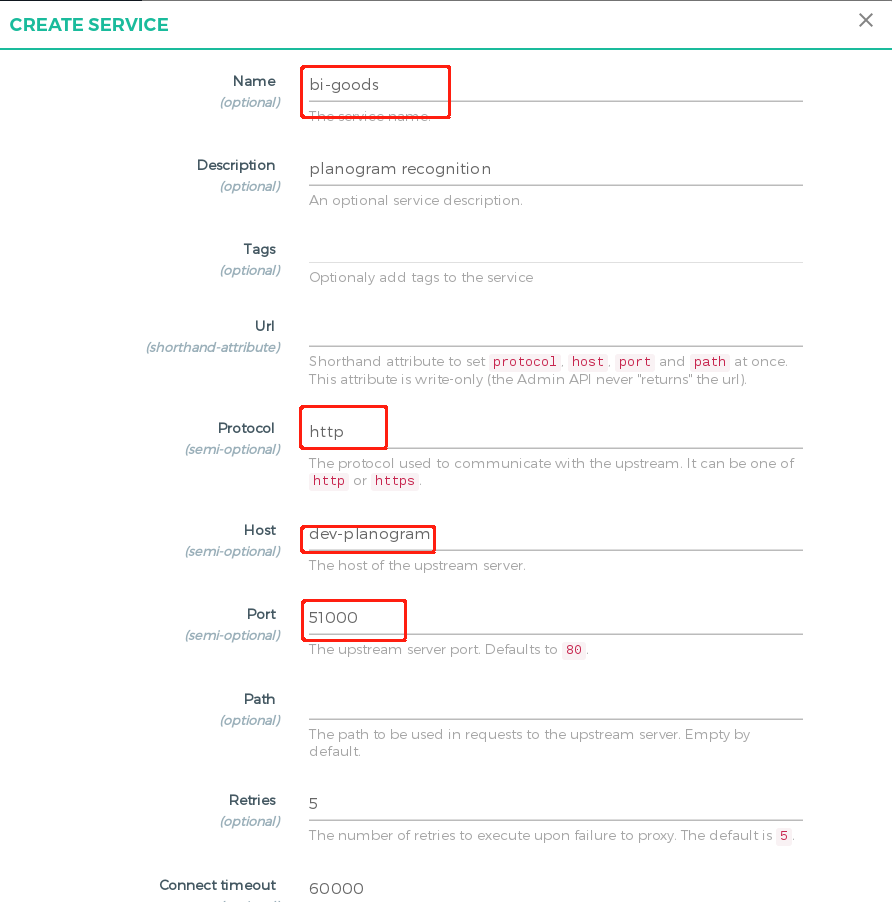 CREATE SERVICE
Name
(optional)
bi-goods
The service name.
Description
(optional)
planogram recognition
An optional service description.
Tags
(optional)
Optionaly add tags to the service
Url
(shorthand-attribute)
Shorthand attribute to set protocol, host, port and path at once.
This attribute is write-only (the Admin API never "returns" the url).
Protocol
(semi-optional)
http
The protocol used to communicate with the upstream. It can be one of
http or https.
Host
(semi-optional)
dev-planogram
The host of the upstream server.
Port
(semi-optional)
51000
The upstream server port. Defaults to 80.
Path
(optional)
The path to be used in requests to the upstream server. Empty by
default.
Retries
(optional)
5
The number of retries to execute upon failure to proxy. The default is 5.
Connect timeout
60000